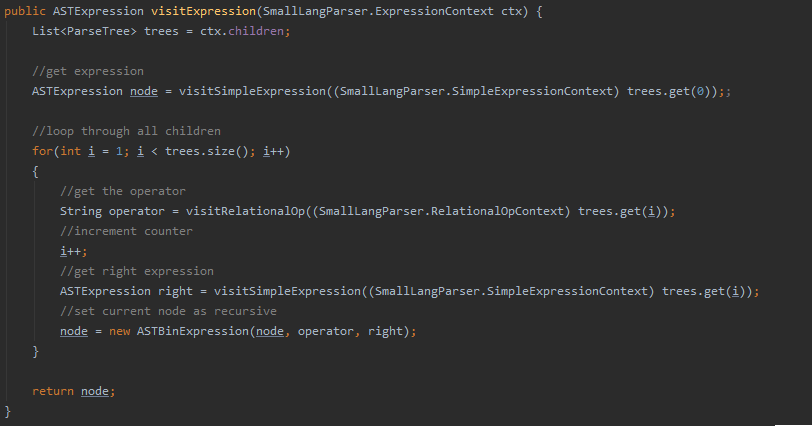 public ASTExpression visitExpression(SmallLangParser.ExpressionContext ctx) {
    List<ParseTree> trees = ctx.children;

    //get expression
    ASTExpression node = visitSimpleExpression((SmallLangParser.SimpleExpressionContext) trees.get(0));;

    //loop through all children
    for(int i = 1; i < trees.size(); i++)
    {
        //get the operator
        String operator = visitRelationalOp((SmallLangParser.RelationalOpContext) trees.get(i));
        //increment counter
        i++;
        //get right expression
        ASTExpression right = visitSimpleExpression((SmallLangParser.SimpleExpressionContext) trees.get(i));
        //set current node as recursive
        node = new ASTBinExpression(node, operator, right);
    }

    return node;
}